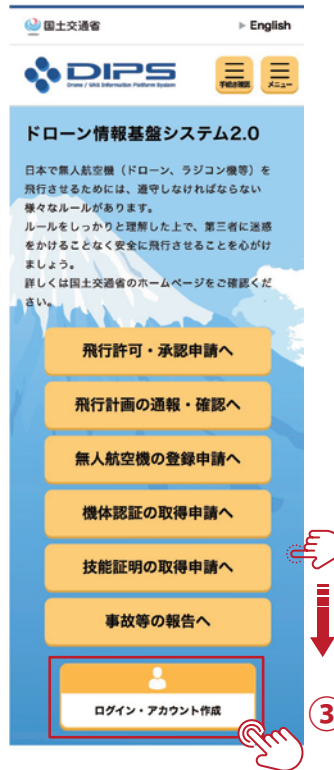 国土交通省
English
DIPS
Drone / UAS Information Platform System
手続き確認
メニュー
ドローン情報基盤システム2.0
日本で無人航空機（ドローン、ラジコン機等）を
飛行させるためには、遵守しなければならない
様々なルールがあります。
ルールをしっかりと理解した上で、第三者に迷惑
をかけることなく安全に飛行させることを心がけ
ましょう。
詳しくは国土交通省のホームページをご確認くだ
さい。
飛行許可・承認申請へ
飛行計画の通報・確認へ
無人航空機の登録申請へ
機体認証の取得申請へ
技能証明の取得申請へ
事故等の報告へ
ログイン・アカウント作成
③